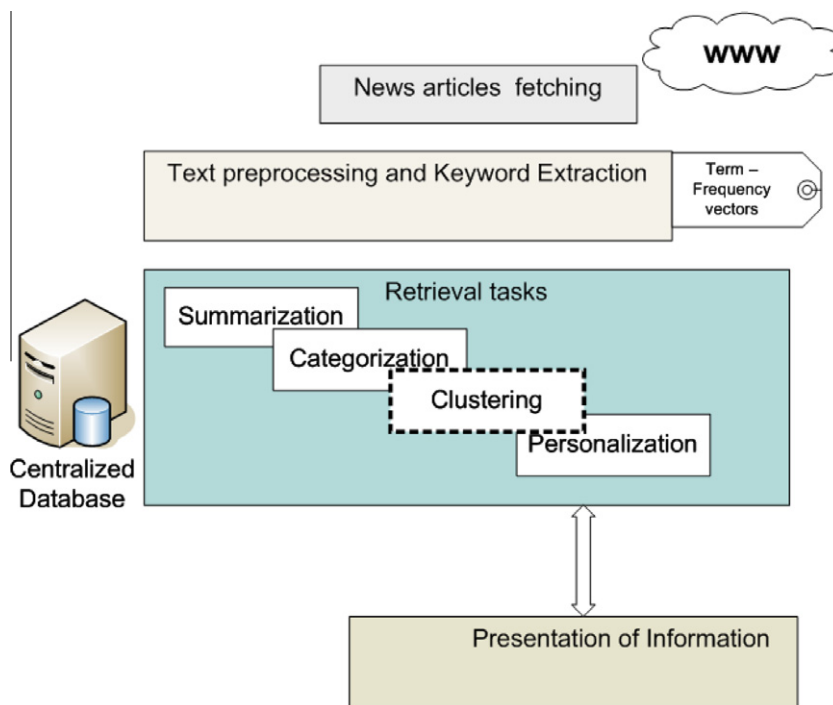 WWW
News articles fetching
Text preprocessing and Keyword Extraction
Term –
Frequency
vectors
Retrieval tasks
Summarization
Categorization
Clustering
Personalization
Centralized
Database
Presentation of Information